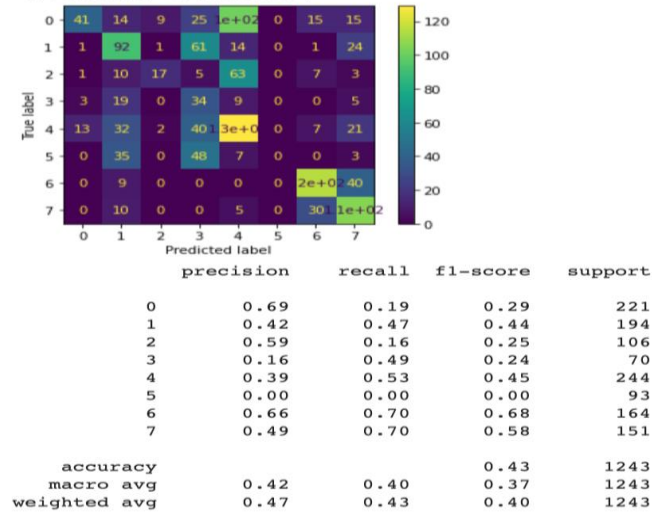 0 41 14 9 25 1e+02 0 15 15 120
1 1 92 1 61 14 0 1 24 100
2 1 10 17 5 63 0 7 3 80
3 3 19 0 34 9 0 0 5 60
4 13 32 2 40 1.3e+0 0 7 21
5 0 35 0 48 7 0 0 3 40
6 0 9 0 0 0 0 2e+02 40 20
7 0 10 0 0 5 0 30 1.1e+02 0
0 1 2 3 4 5 6 7
True label
Predicted label
precision recall f1-score support
0 0.69 0.19 0.29 221
1 0.42 0.47 0.44 194
2 0.59 0.16 0.25 106
3 0.16 0.49 0.24 70
4 0.39 0.53 0.45 244
5 0.00 0.00 0.00 93
6 0.66 0.70 0.68 164
7 0.49 0.70 0.58 151
accuracy 0.43 1243
macro avg 0.42 0.40 0.37 1243
weighted avg 0.47 0.43 0.40 1243